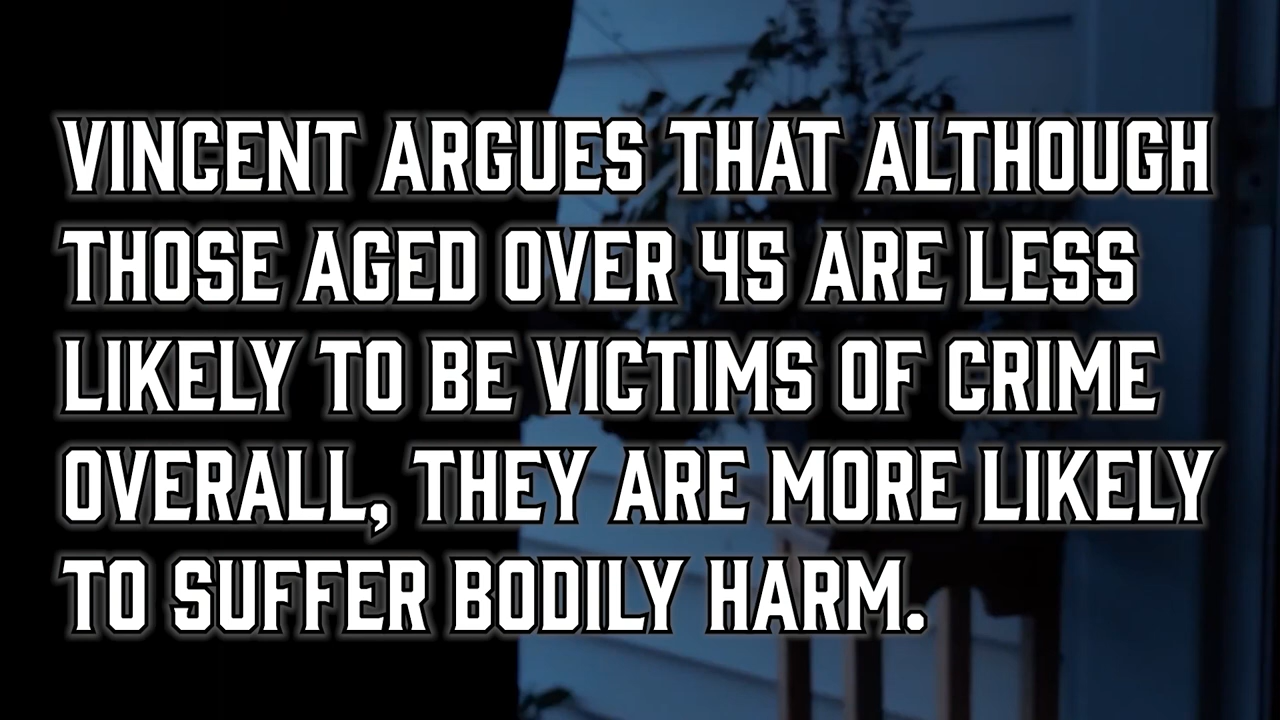 VINCENT ARGUES THAT ALTHOUGH
THOSE AGED OVER 45 ARE LESS
LIKELY TO BE VICTIMS OF CRIME
OVERALL, THEY ARE MORE LIKELY
TO SUFFER BODILY HARM.